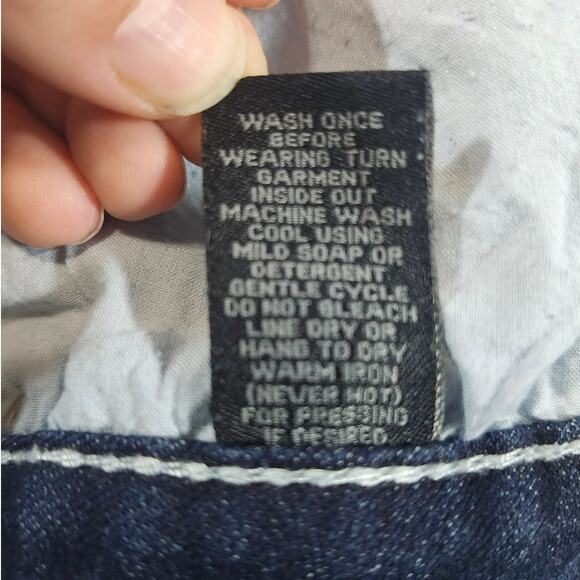 WASH ONCE
BEFORE
WEARING TURN
GARMENT
INSIDE OUT
MACHINE WASH
COOL USING
MILD SOAP OR
DETERGENT
GENTLE CYCLE
DO NOT BLEACH
LINE DRY OR
HANG TO DRY
WARM IRON
(NEVER HOT)
FOR PRESSING
IF DESIRED